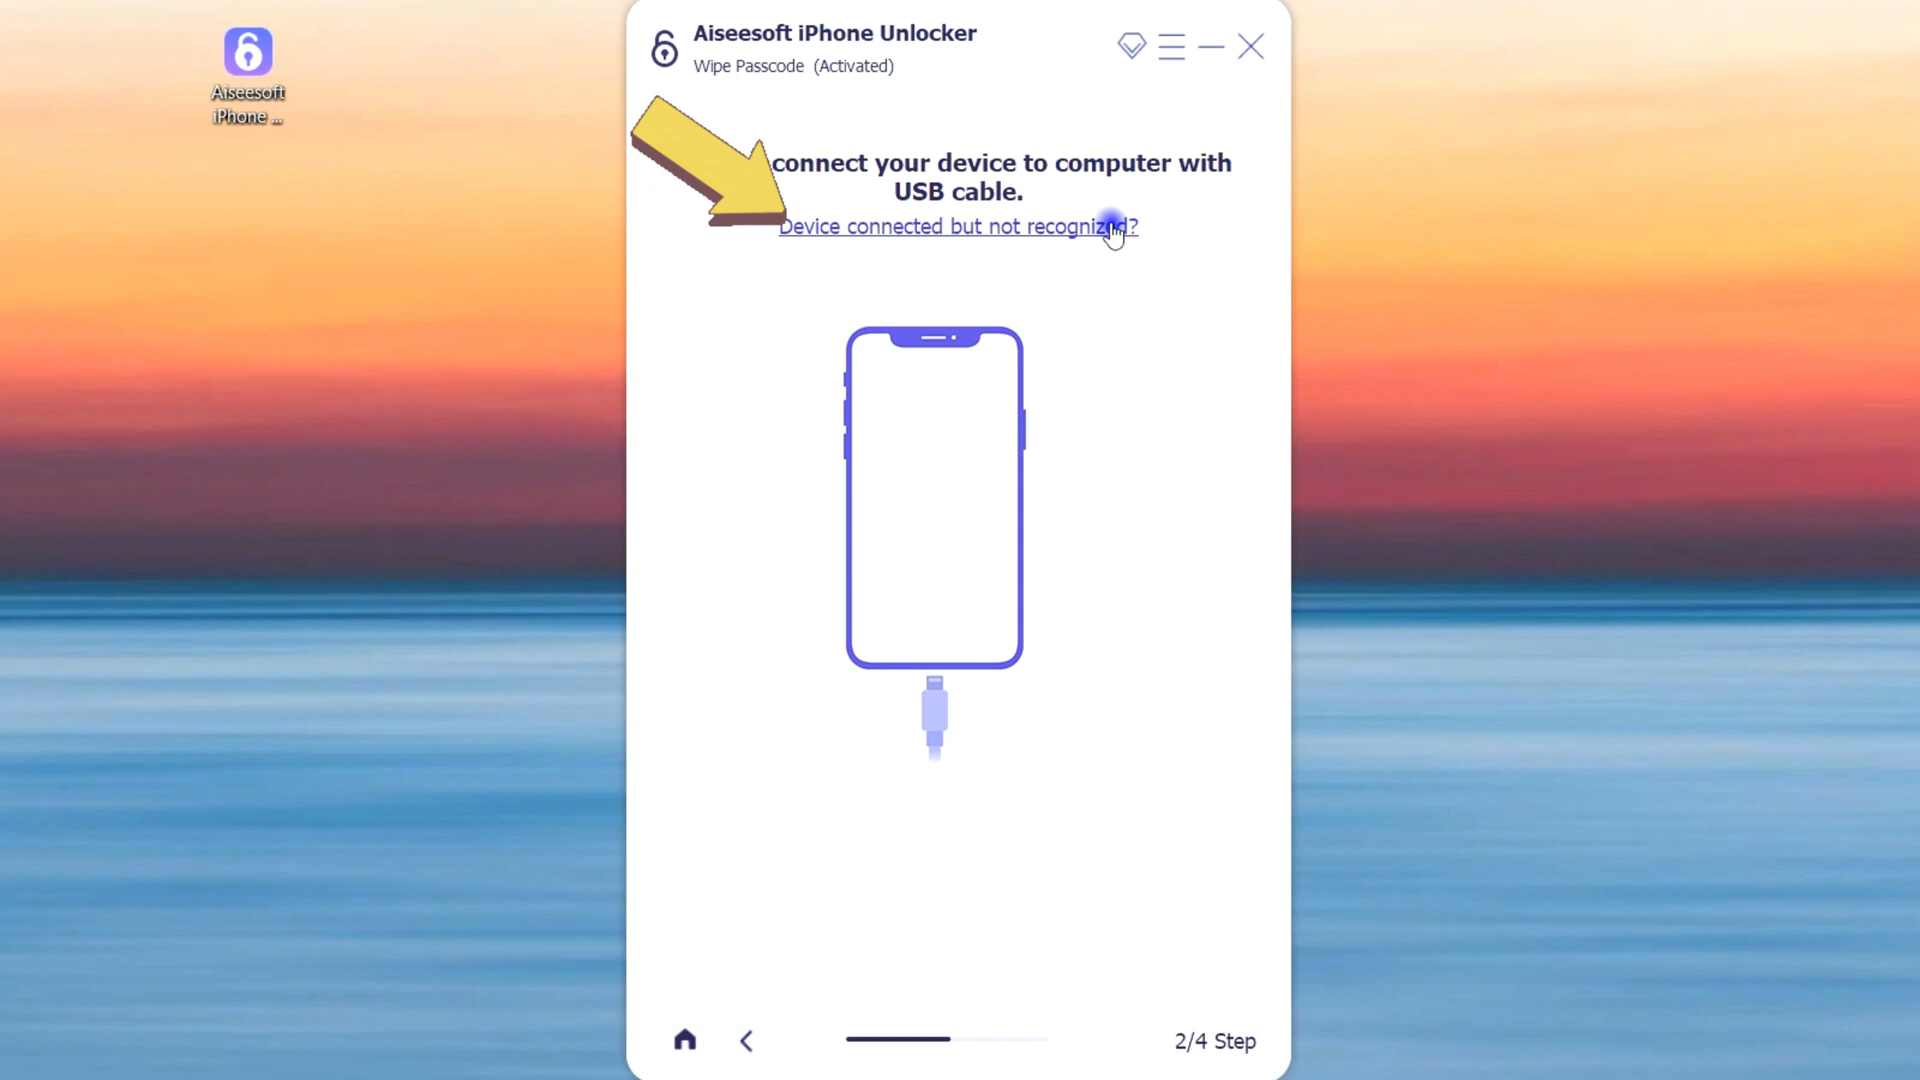 Aiseesoft iPhone Unlocker
Wipe Passcode (Activated)
Aiseesoft
iPhone ...
connect your device to computer with
USB cable.
Device connected but not recognized?
2/4 Step